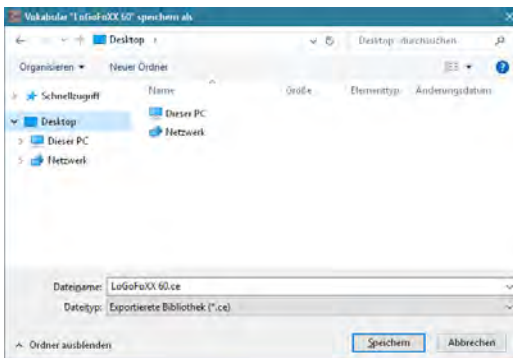 Vokabular "LoGoFoXX 60" speichern als
Desktop
Desktop durchsuchen
Organisieren
Neuer Ordner
Name
Größe
Elementtyp
Änderungsdatum
Schnellzugriff
Desktop
Dieser PC
Netzwerk
Dieser PC
Netzwerk
Dateiname: LoGoFoXX 60.ce
Dateityp: Exportierete Bibliothek (*.ce)
Ordner ausblenden
Speichern
Abbrechen